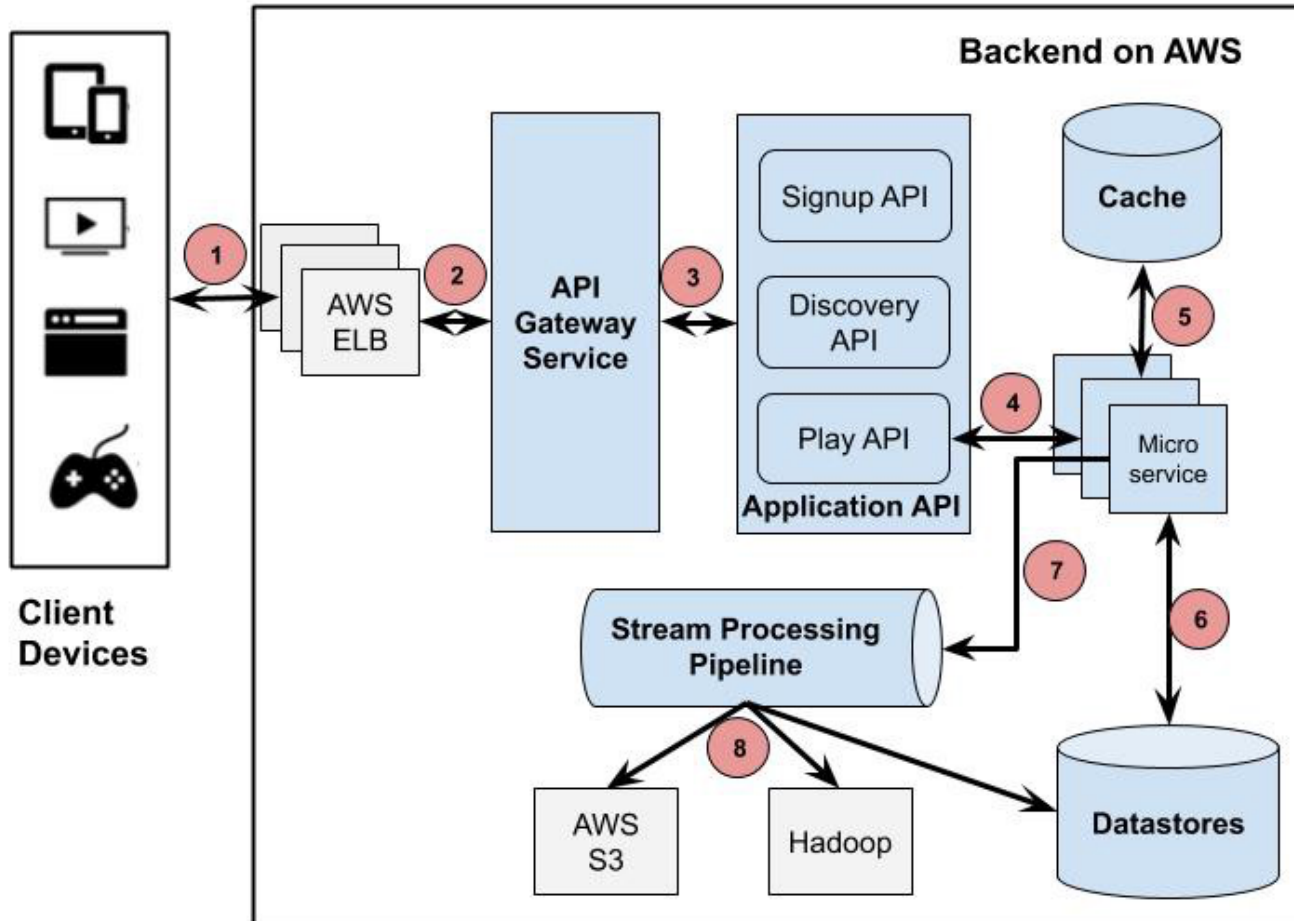 Backend on AWS
Client
Devices
1
AWS
ELB
2
API
Gateway
Service
3
Signup API
Discovery
API
Play API
Application API
4
Cache
5
Micro
service
6
7
Stream Processing
Pipeline
8
AWS
S3
Hadoop
Datastores